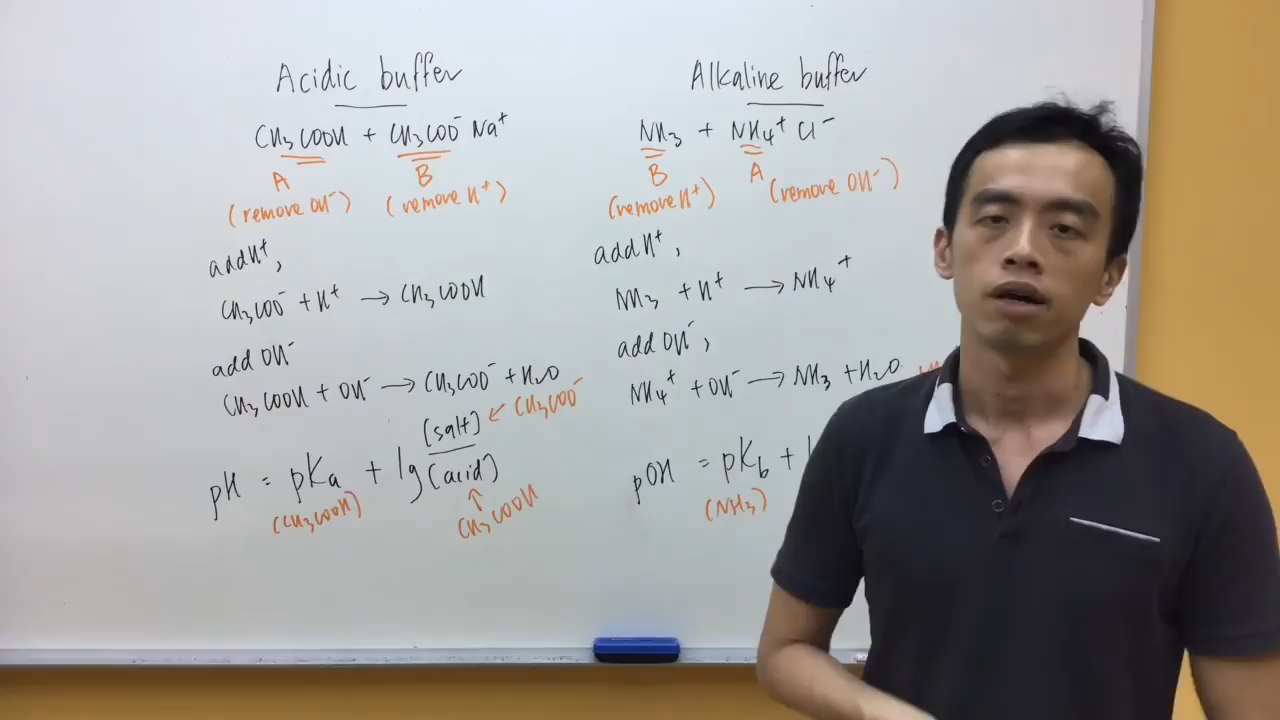 Acidic buffer
CH₃COOH + CH₃COO⁻ Na⁺
A
B
(remove OH⁻)
(remove H⁺)
add H⁺,
CH₃COO⁻ + H⁺ → CH₃COOH
add OH⁻
CH₃COOH + OH⁻ → CH₃COO⁻ + H₂O
[salt] ← CH₃COO⁻
pH = pKa + lg [acid]
(CH₃COOH)
↑
CH₃COOH
Alkaline buffer
NH₃ + NH₄⁺ Cl⁻
B
A
(remove H⁺)
(remove OH⁻)
add H⁺,
NH₃ + H⁺ → NH₄⁺
add OH⁻,
NH₄⁺ + OH⁻ → NH₃ + H₂O
pOH = pKb +
(NH₃)